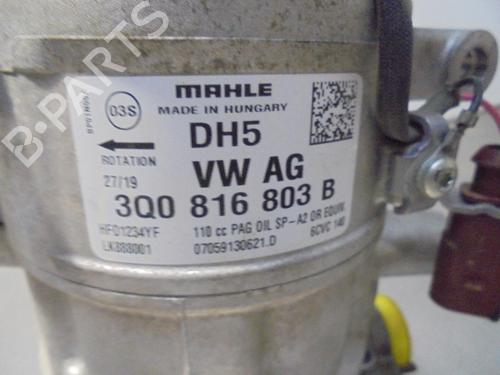 MAHLE
MADE IN HUNGARY
03S
DH5
ROTATION
VW AG
27/19
3Q0 816 803 B
HFO1234YF
110 cc PAG OIL SP-A2 OR EQUIV.
LK888001
07059130621.D
6CVC 140
B-PARTS